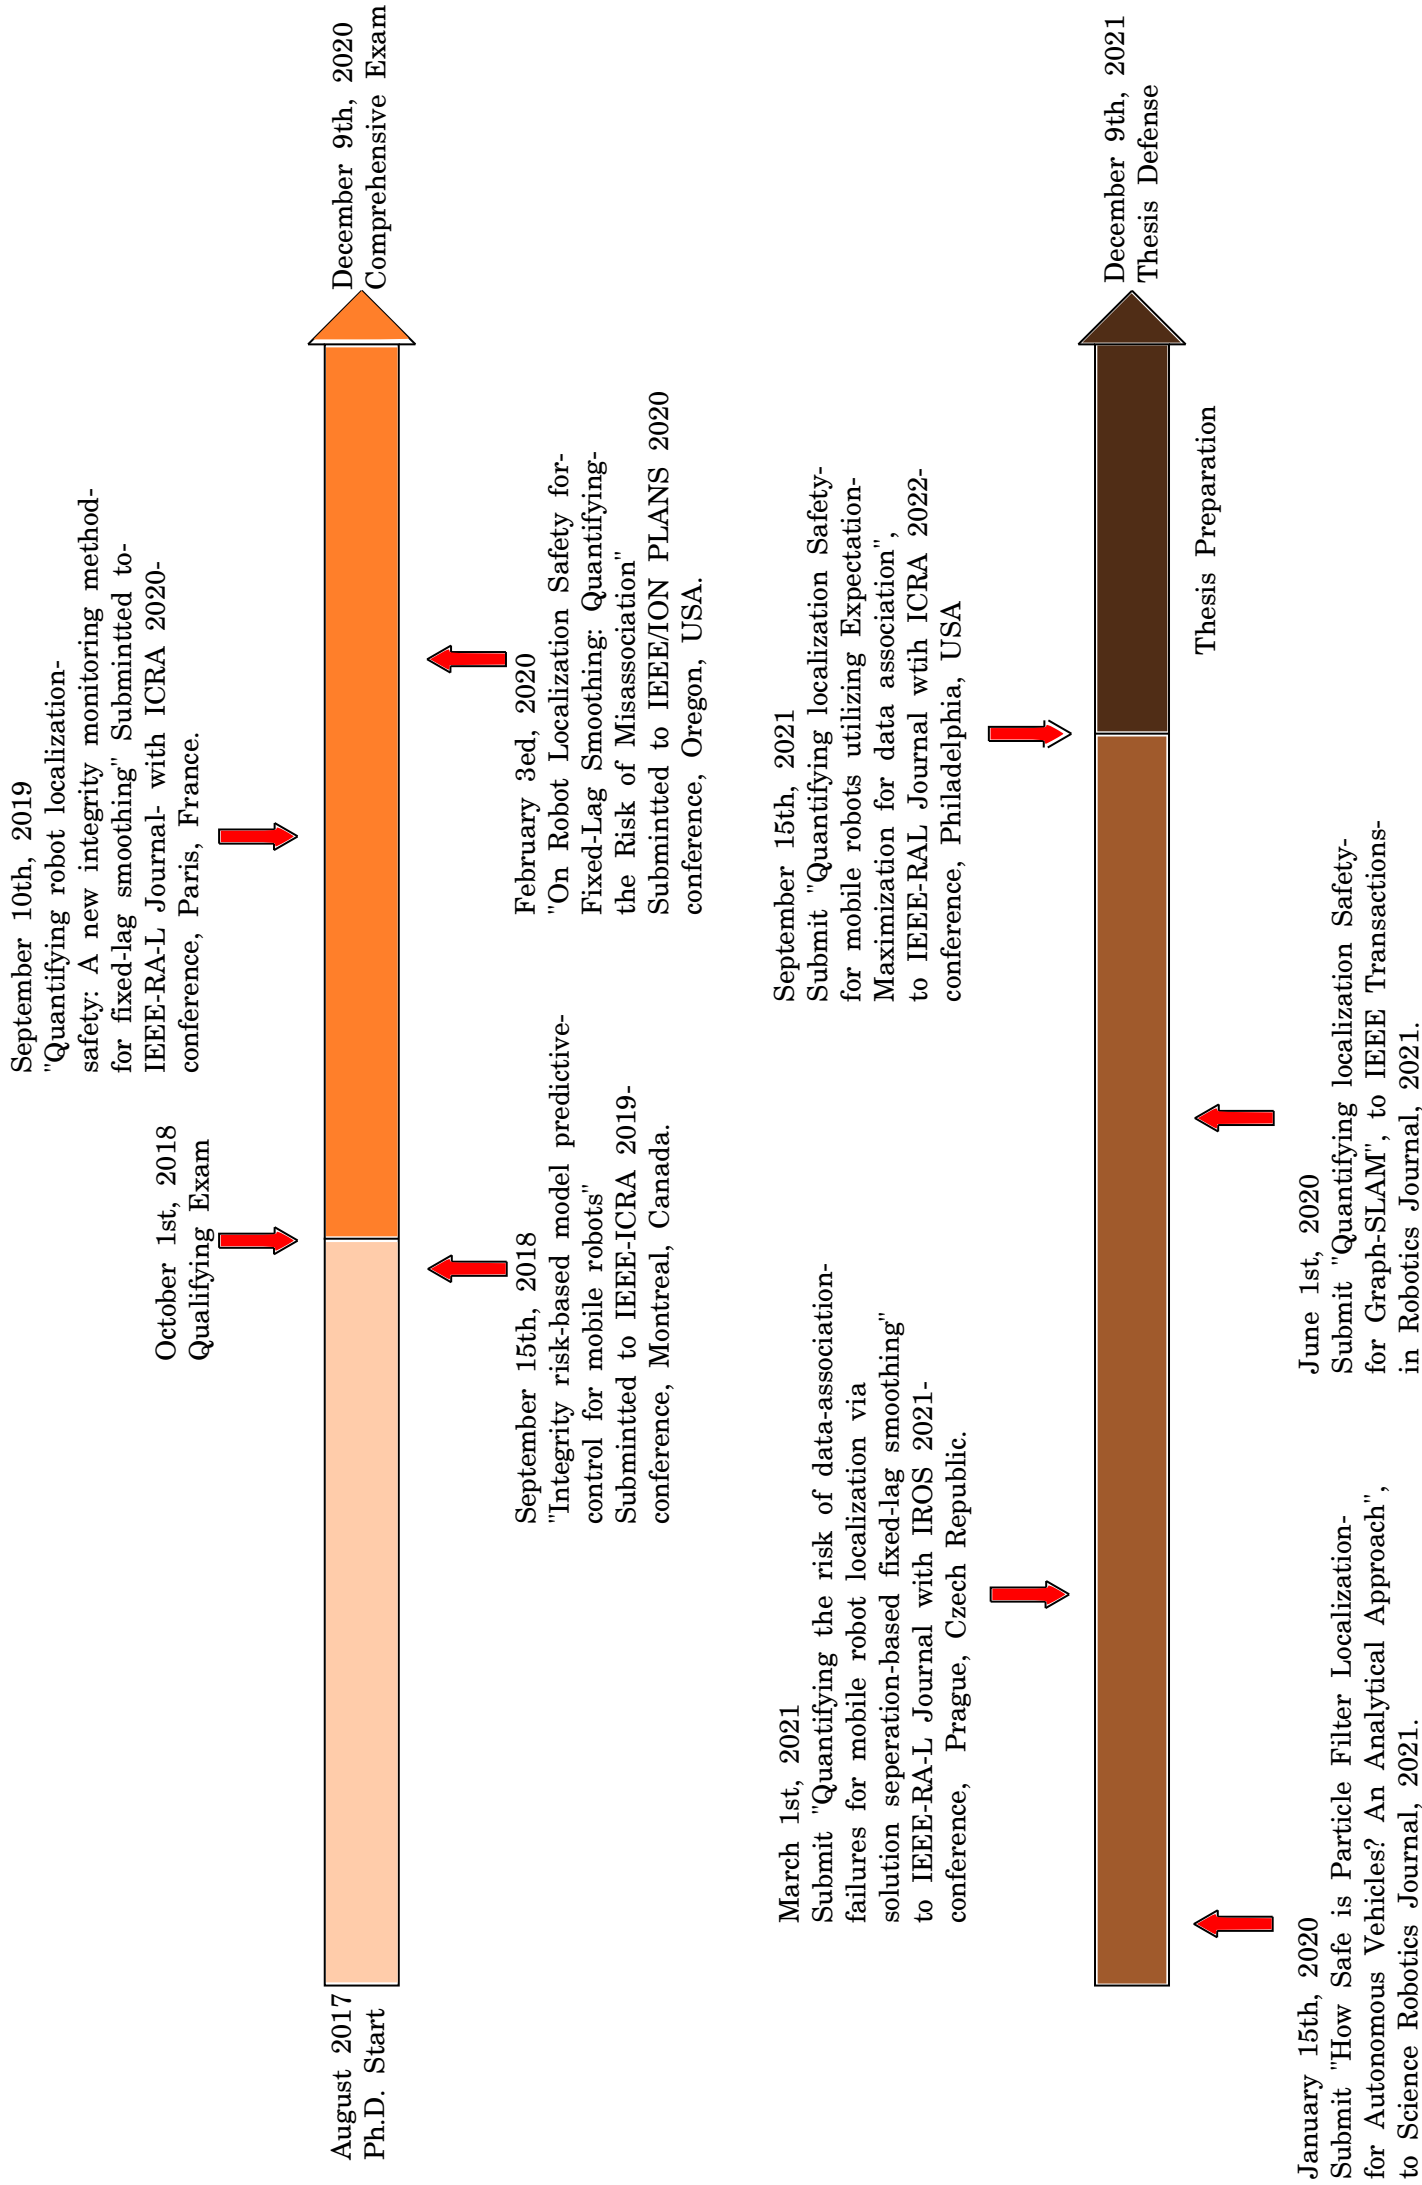 August 2017
Ph.D. Start
September 15th, 2018
"Integrity risk-based model predictive-
control for mobile robots"
Submintted to IEEE-ICRA 2019-
conference, Montreal, Canada.
October 1st, 2018
Qualifying Exam
September 10th, 2019
"Quantifying robot localization-
safety: A new integrity monitoring method-
for fixed-lag smoothing" Submintted to-
IEEE-RA-L Journal- with ICRA 2020-
conference, Paris, France.
February 3ed, 2020
"On Robot Localization Safety for-
Fixed-Lag Smoothing: Quantifying-
the Risk of Misassociation"
Submintted to IEEE/ION PLANS 2020
conference, Oregon, USA.
December 9th, 2020
Comprehensive Exam
January 15th, 2020
Submit "How Safe is Particle Filter Localization-
for Autonomous Vehicles? An Analytical Approach",
to Science Robotics Journal, 2021.
March 1st, 2021
Submit "Quantifying the risk of data-association-
failures for mobile robot localization via
solution seperation-based fixed-lag smoothing"
to IEEE-RA-L Journal with IROS 2021-
conference, Prague, Czech Republic.
June 1st, 2020
Submit "Quantifying localization Safety-
for Graph-SLAM", to IEEE Transactions-
in Robotics Journal, 2021.
September 15th, 2021
Submit "Quantifying localization Safety-
for mobile robots utilizing Expectation-
Maximization for data association",
to IEEE-RAL Journal wtih ICRA 2022-
conference, Philadelphia, USA
Thesis Preparation
December 9th, 2021
Thesis Defense